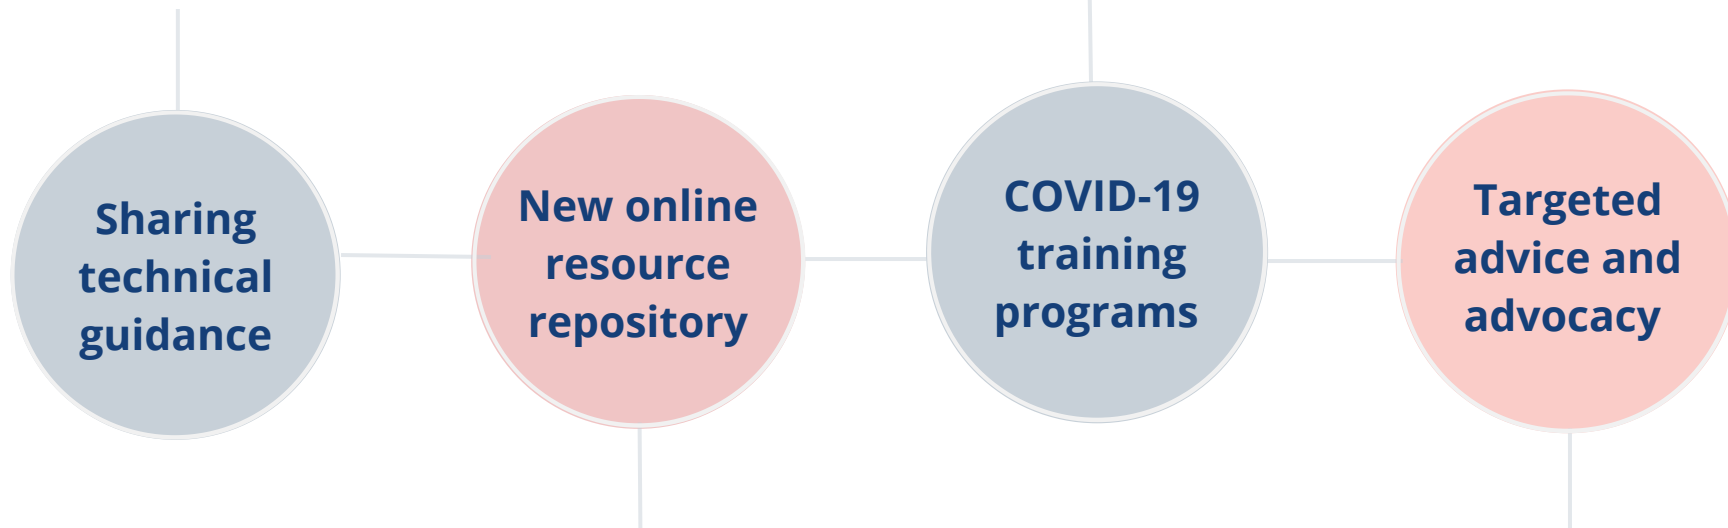 Sharing
technical
guidance
New online
resource
repository
COVID-19
training
programs
Targeted
advice and
advocacy